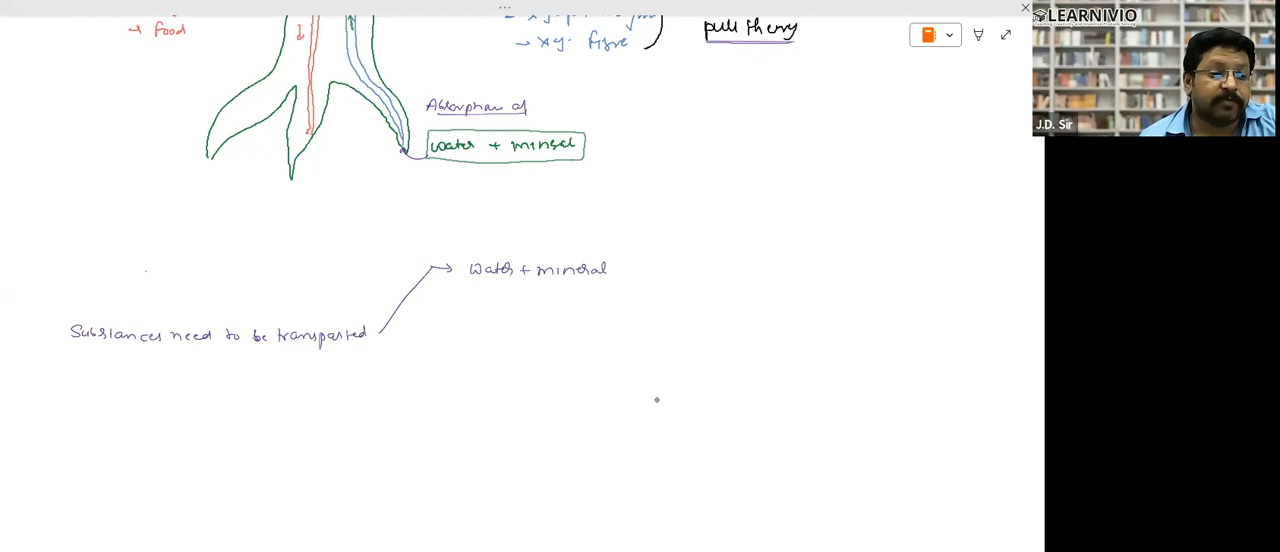 LEARNIVIO
→ food
pull theory
→ xy. fibre
J.D. Sir
Absorption of
water + mineral
→ water + mineral
Substances need to be transported